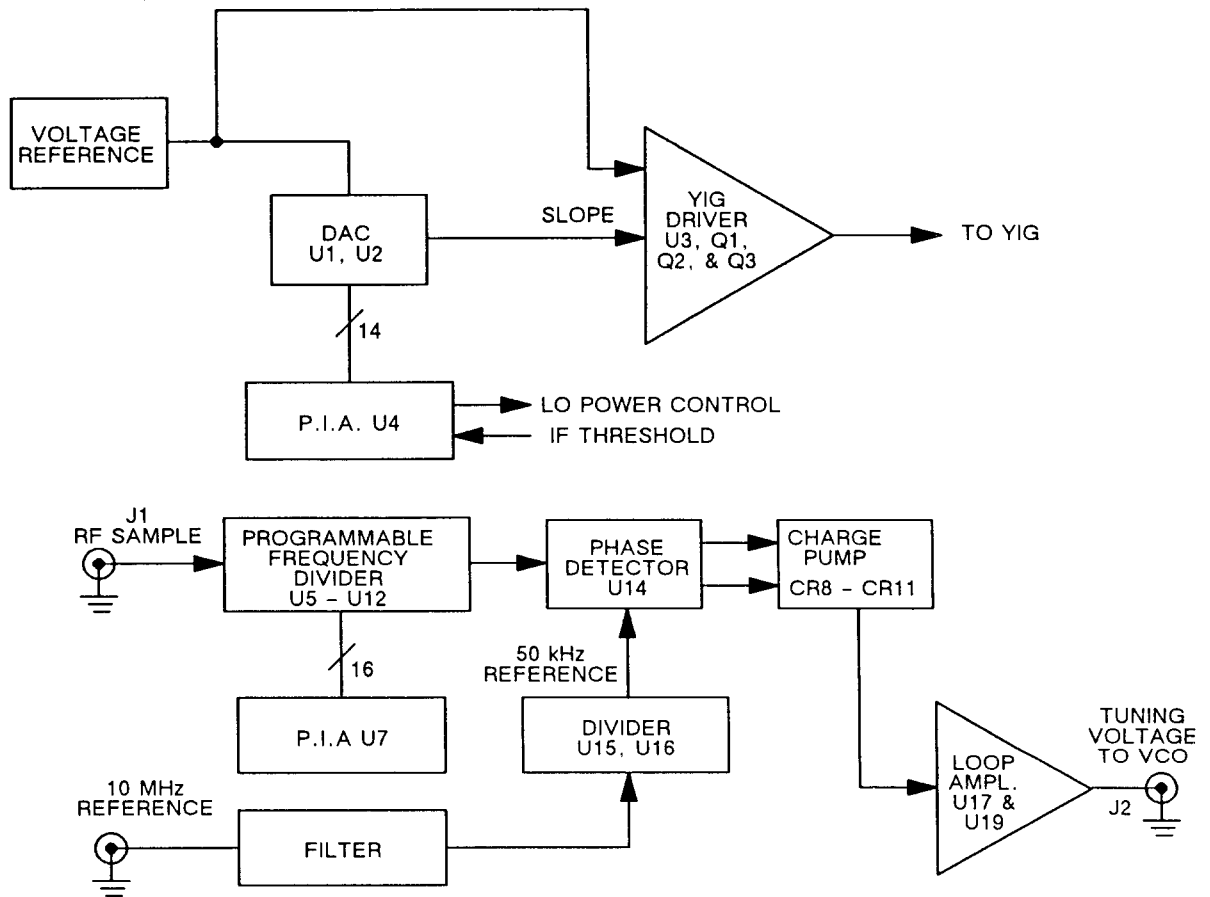 VOLTAGE
REFERENCE
DAC
U1, U2
SLOPE
YIG
DRIVER
U3, Q1,
Q2, & Q3
TO YIG
14
P.I.A. U4
LO POWER CONTROL
IF THRESHOLD
J1
RF SAMPLE
PROGRAMMABLE
FREQUENCY
DIVIDER
U5 - U12
PHASE
DETECTOR
U14
CHARGE
PUMP
CR8 - CR11
16
50 kHz
REFERENCE
P.I.A U7
DIVIDER
U15, U16
10 MHz
REFERENCE
FILTER
LOOP
AMPL.
U17 &
U19
TUNING
VOLTAGE
TO VCO
J2